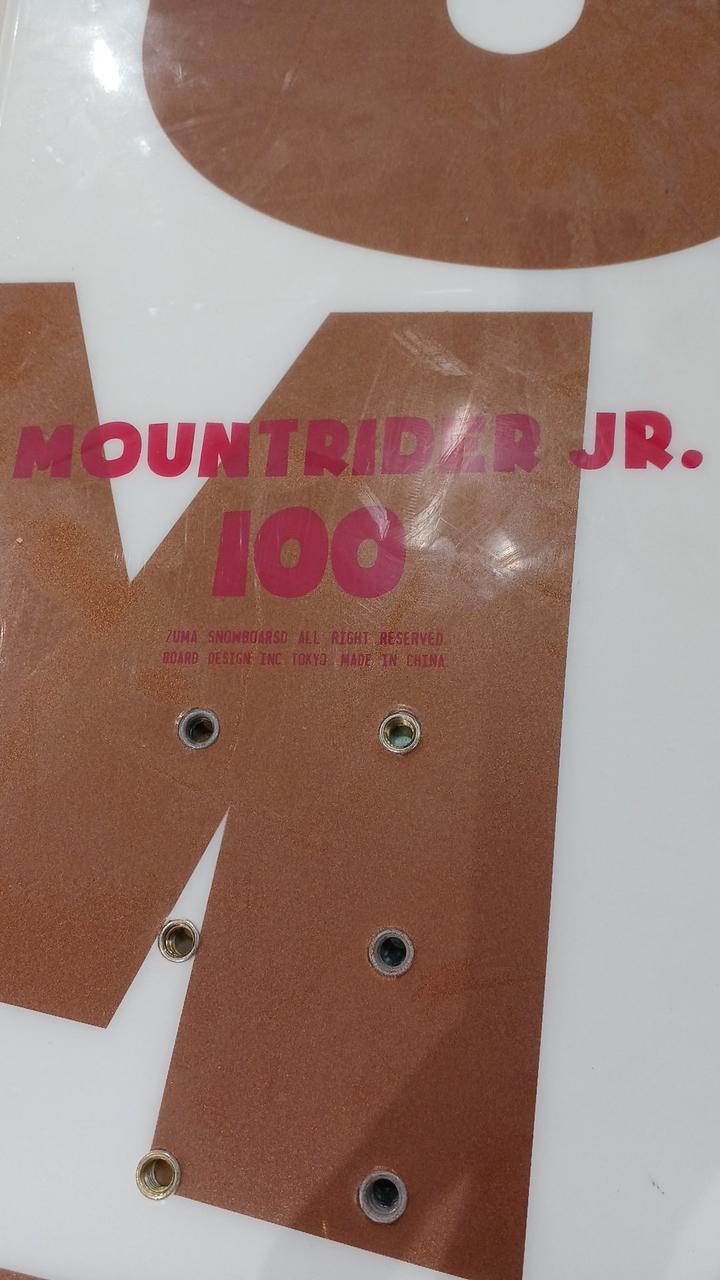 MOUNTRIDER JR.
100
ZUMA SNOWBOARSD ALL RIGHT RESERVED.
BOARD DESIGN INC TOKYO MADE IN CHINA
M